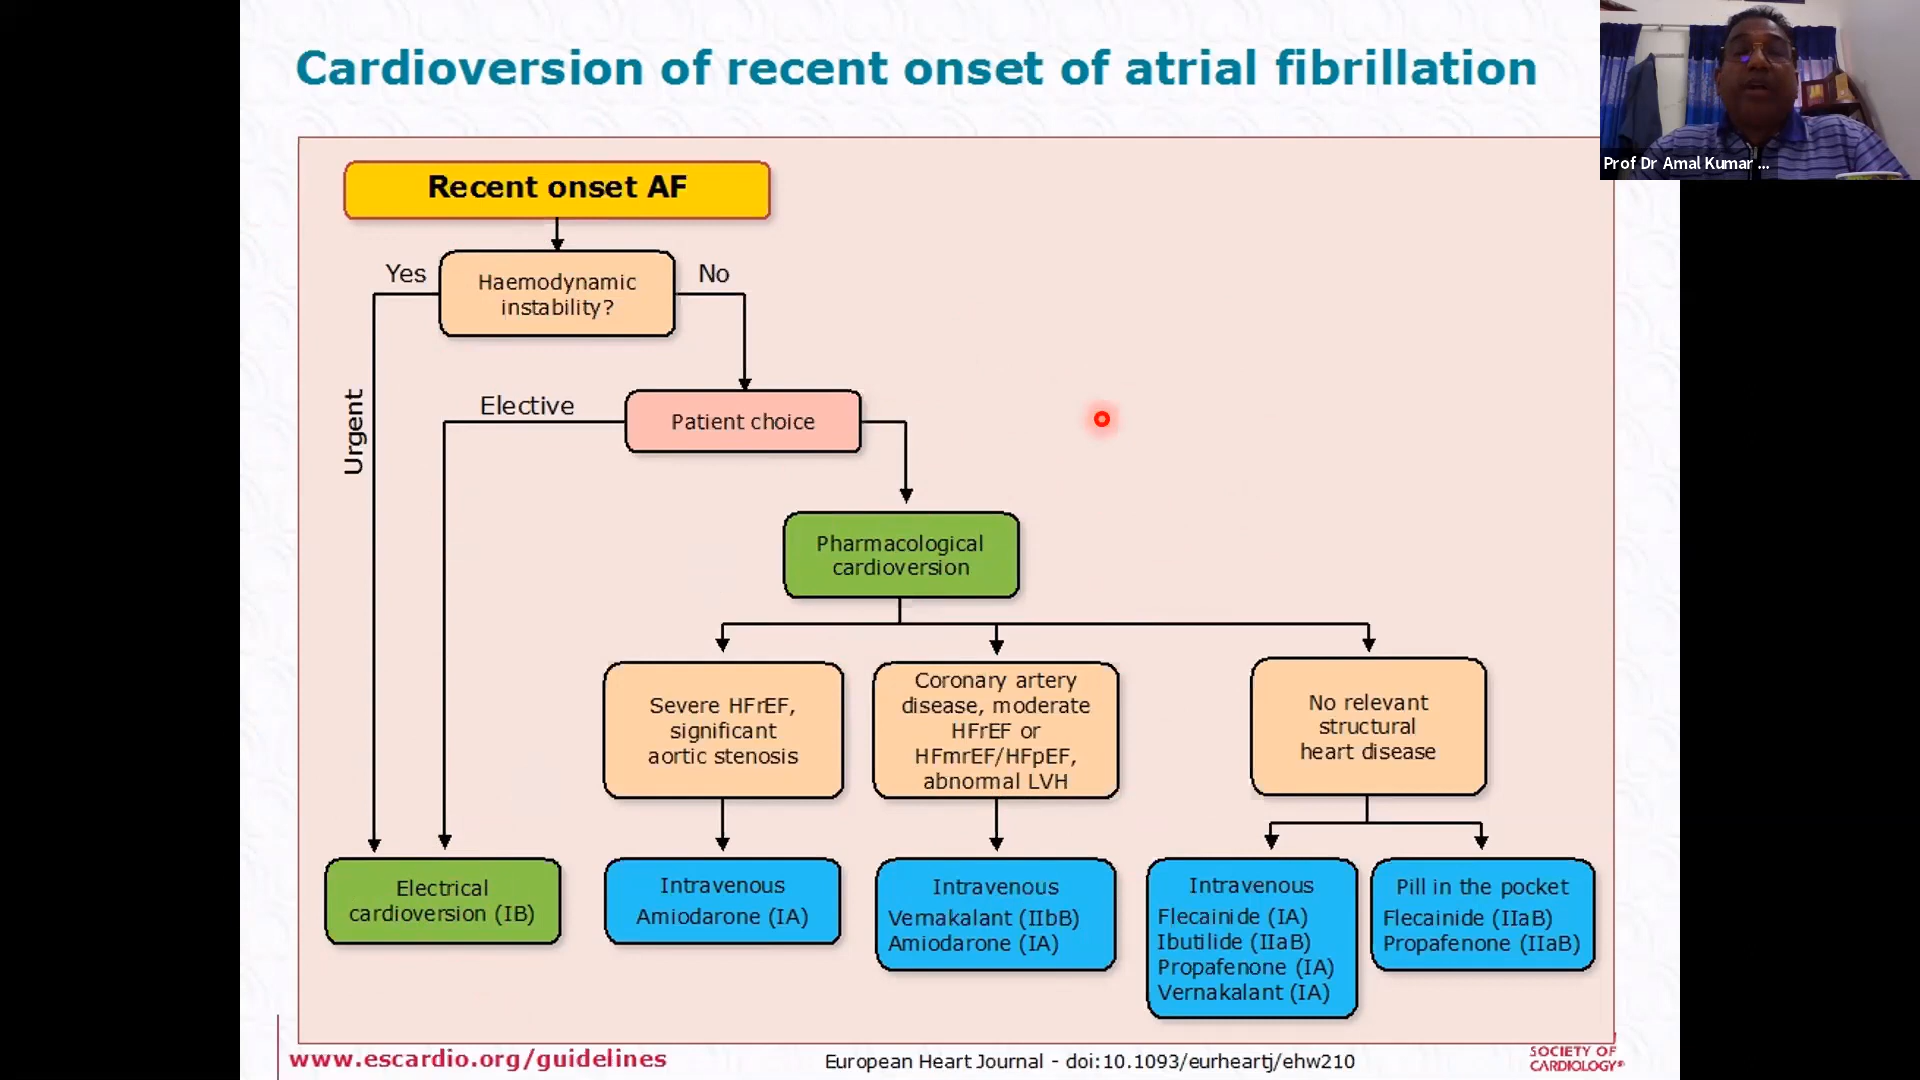 Cardioversion of recent onset of atrial fibrillation
Prof Dr Amal Kumar ...
Recent onset AF
Yes
Haemodynamic
instability?
No
Urgent
Elective
Patient choice
Pharmacological
cardioversion
Severe HFrEF,
significant
aortic stenosis
Coronary artery
disease, moderate
HFrEF or
HFmrEF/HFpEF,
abnormal LVH
No relevant
structural
heart disease
Electrical
cardioversion (IB)
Intravenous
Amiodarone (IA)
Intravenous
Vernakalant (IIbB)
Amiodarone (IA)
Intravenous
Flecainide (IA)
Ibutilide (IIaB)
Propafenone (IA)
Vernakalant (IA)
Pill in the pocket
Flecainide (IIaB)
Propafenone (IIaB)
www.escardio.org/guidelines
European Heart Journal - doi:10.1093/eurheartj/ehw210
SOCIETY OF
CARDIOLOGY®